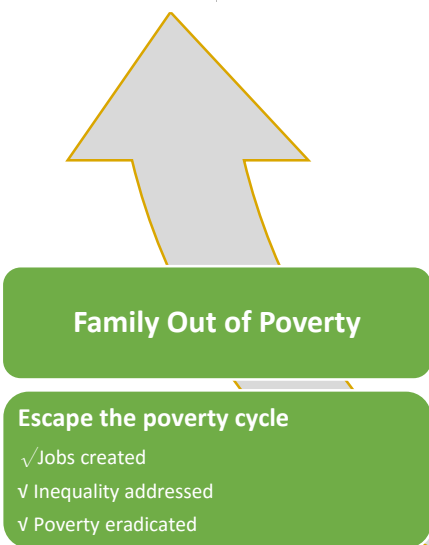 Family Out of Poverty
Escape the poverty cycle
√Jobs created
√ Inequality addressed
√ Poverty eradicated